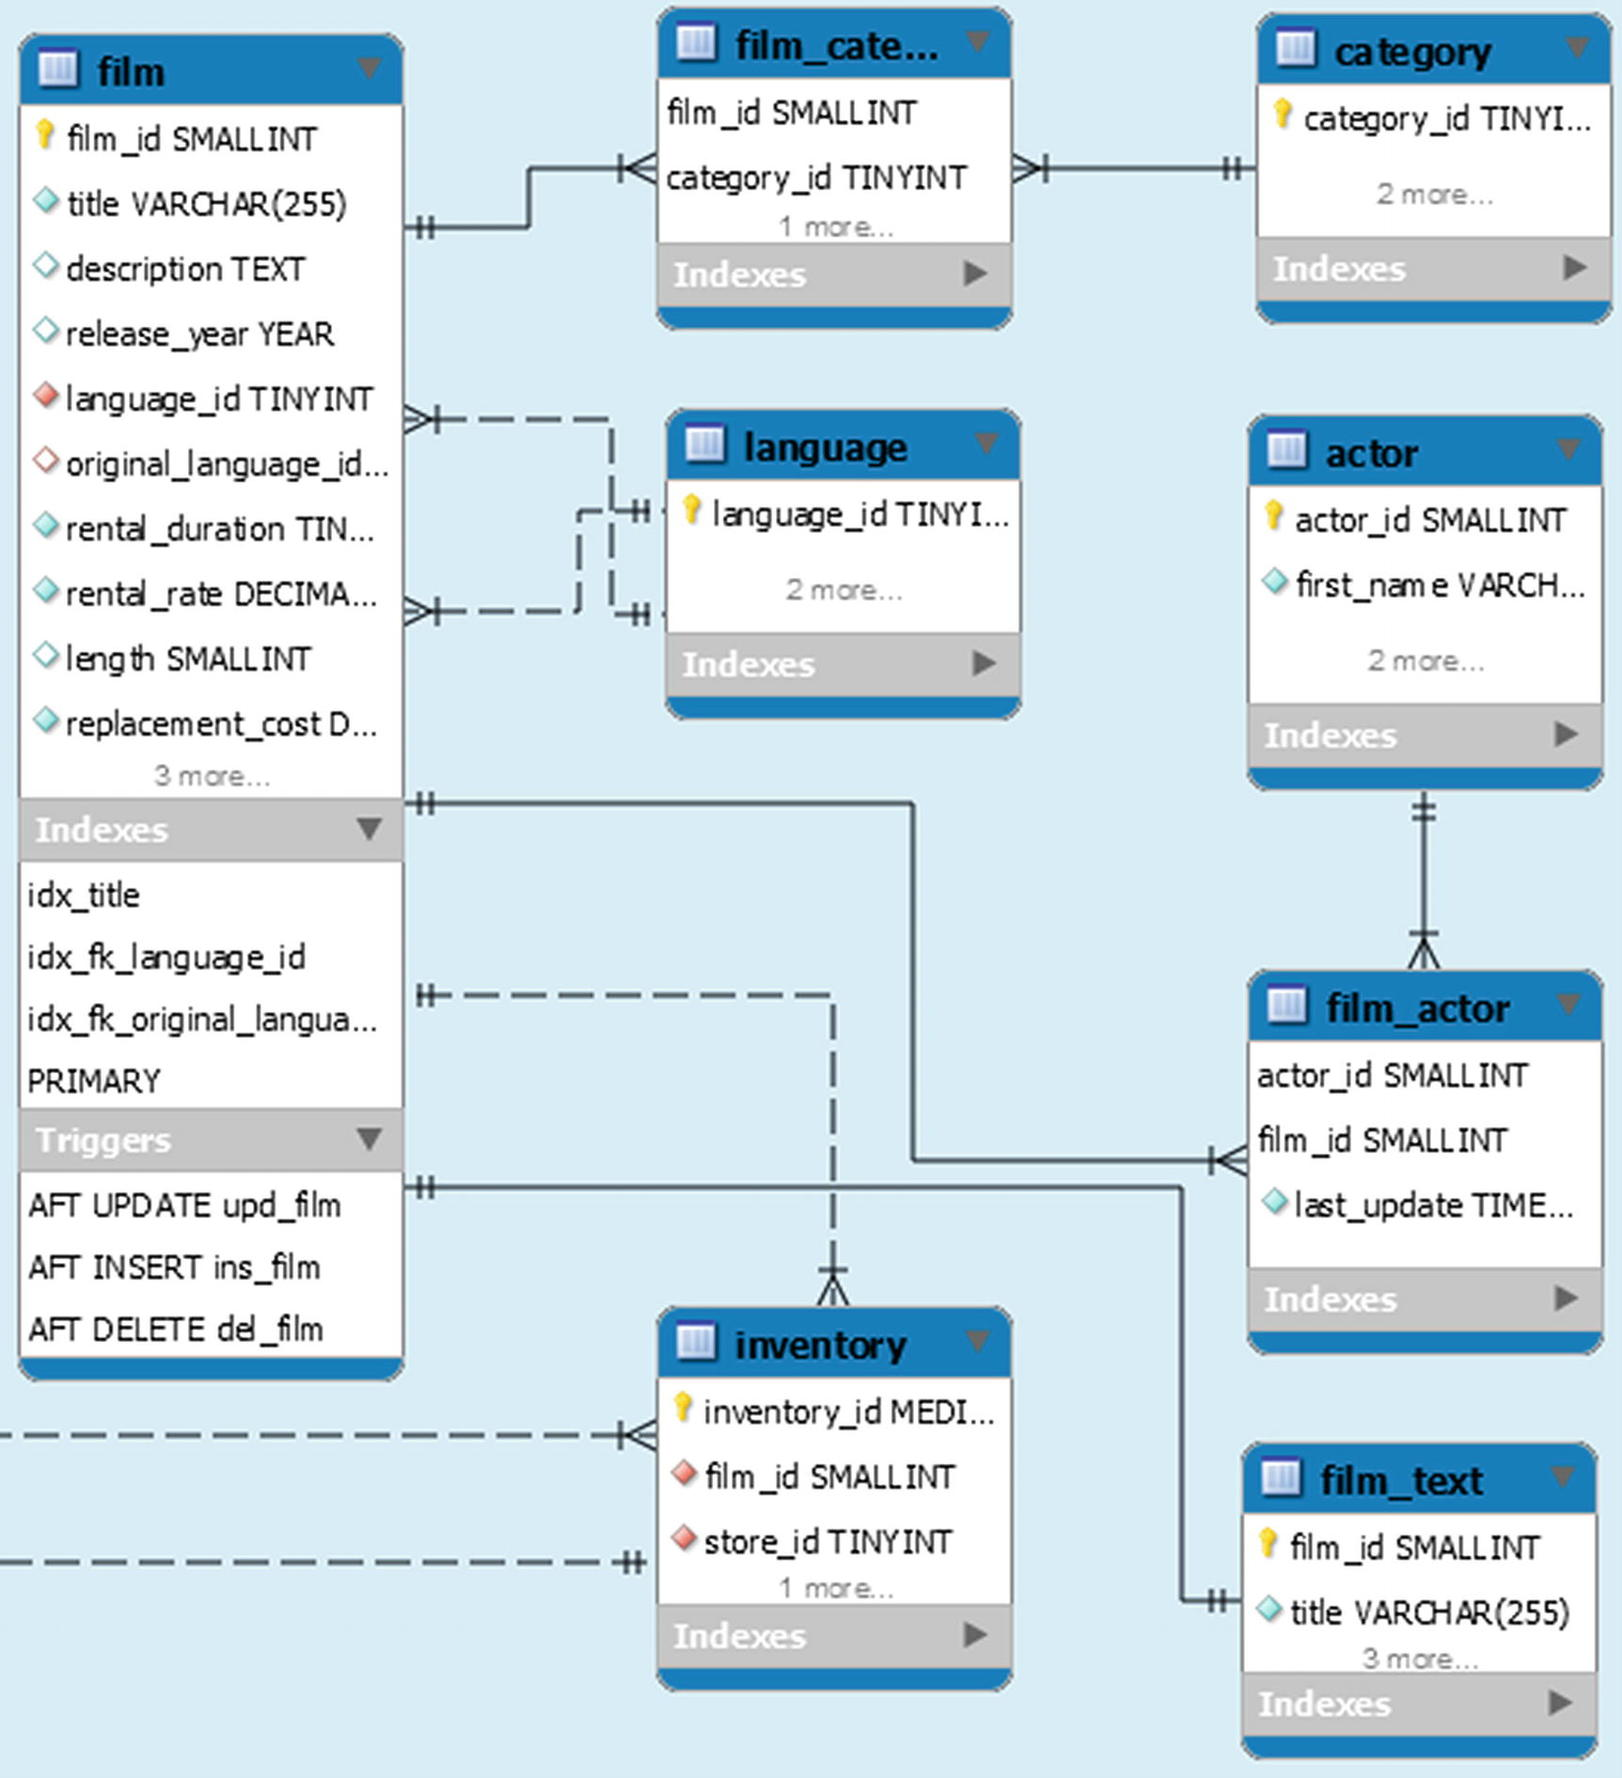 film
film_id SMALLINT
title VARCHAR(255)
description TEXT
release_year YEAR
language_id TINYINT
original_language_id...
rental_duration TIN...
rental_rate DECIMA...
length SMALLINT
replacement_cost D...
3 more...
Indexes
idx_title
idx_fk_language_id
idx_fk_original_langua...
PRIMARY
Triggers
AFT UPDATE upd_film
AFT INSERT ins_film
AFT DELETE del_film
film_cate...
film_id SMALLINT
category_id TINYINT
1 more...
Indexes
category
category_id TINYI...
2 more...
Indexes
language
language_id TINYI...
2 more...
Indexes
actor
actor_id SMALLINT
first_name VARCH...
2 more...
Indexes
film_actor
actor_id SMALLINT
film_id SMALLINT
last_update TIME...
Indexes
inventory
inventory_id MEDI...
film_id SMALLINT
store_id TINYINT
1 more...
Indexes
film_text
film_id SMALLINT
title VARCHAR(255)
3 more...
Indexes